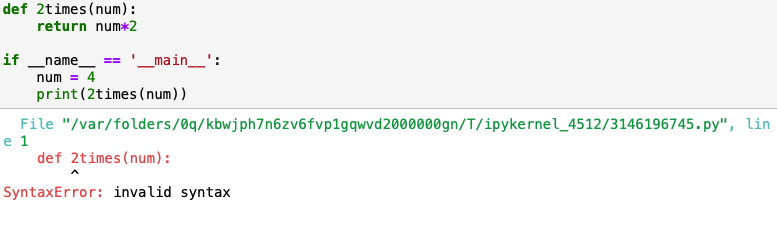 def 2times(num):
    return num*2
if __name__ == '__main__':
    num = 4
    print(2times(num))
  File "/var/folders/0q/kbwjph7n6zv6fvp1gqwvd2000000gn/T/ipykernel_4512/3146196745.py", lin
e 1
    def 2times(num):
        ^
SyntaxError: invalid syntax